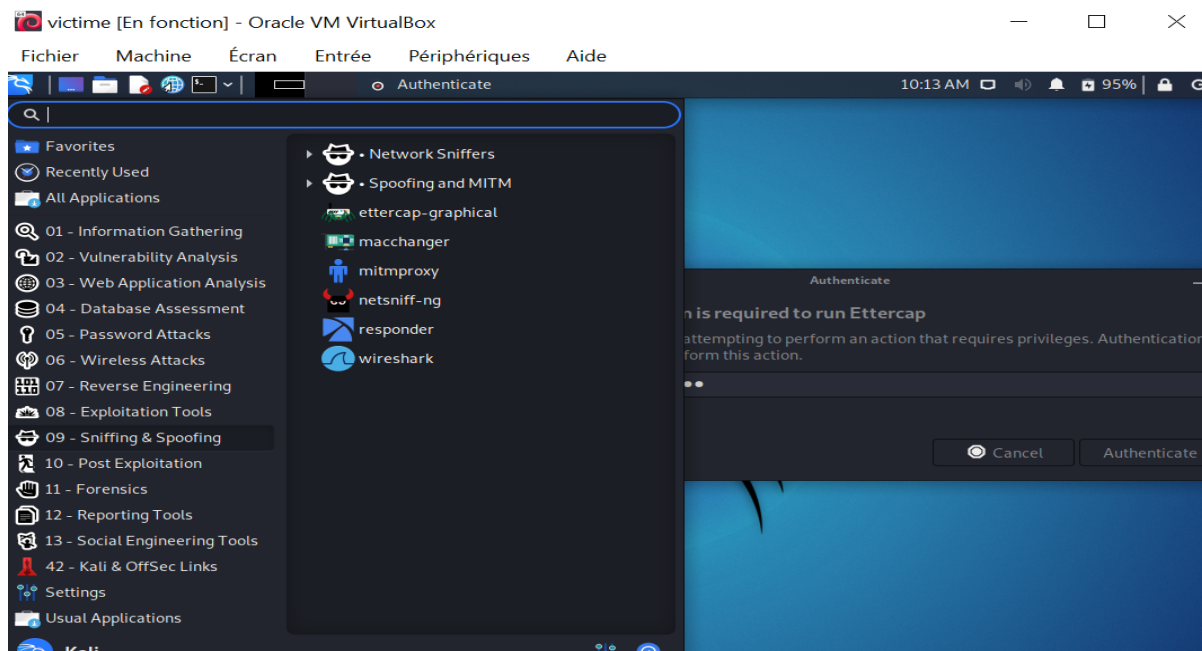 victime [En fonction] - Oracle VM VirtualBox
Fichier Machine Écran Entrée Périphériques Aide
Authenticate 10:13 AM 95%
Favorites
Recently Used
All Applications
01 - Information Gathering
02 - Vulnerability Analysis
03 - Web Application Analysis
04 - Database Assessment
05 - Password Attacks
06 - Wireless Attacks
07 - Reverse Engineering
08 - Exploitation Tools
09 - Sniffing & Spoofing
10 - Post Exploitation
11 - Forensics
12 - Reporting Tools
13 - Social Engineering Tools
42 - Kali & OffSec Links
Settings
Usual Applications
Kali
• Network Sniffers
• Spoofing and MITM
ettercap-graphical
macchanger
mitmproxy
netsniff-ng
responder
wireshark
Authenticate
n is required to run Ettercap
attempting to perform an action that requires privileges. Authentication
form this action.
Cancel Authenticate